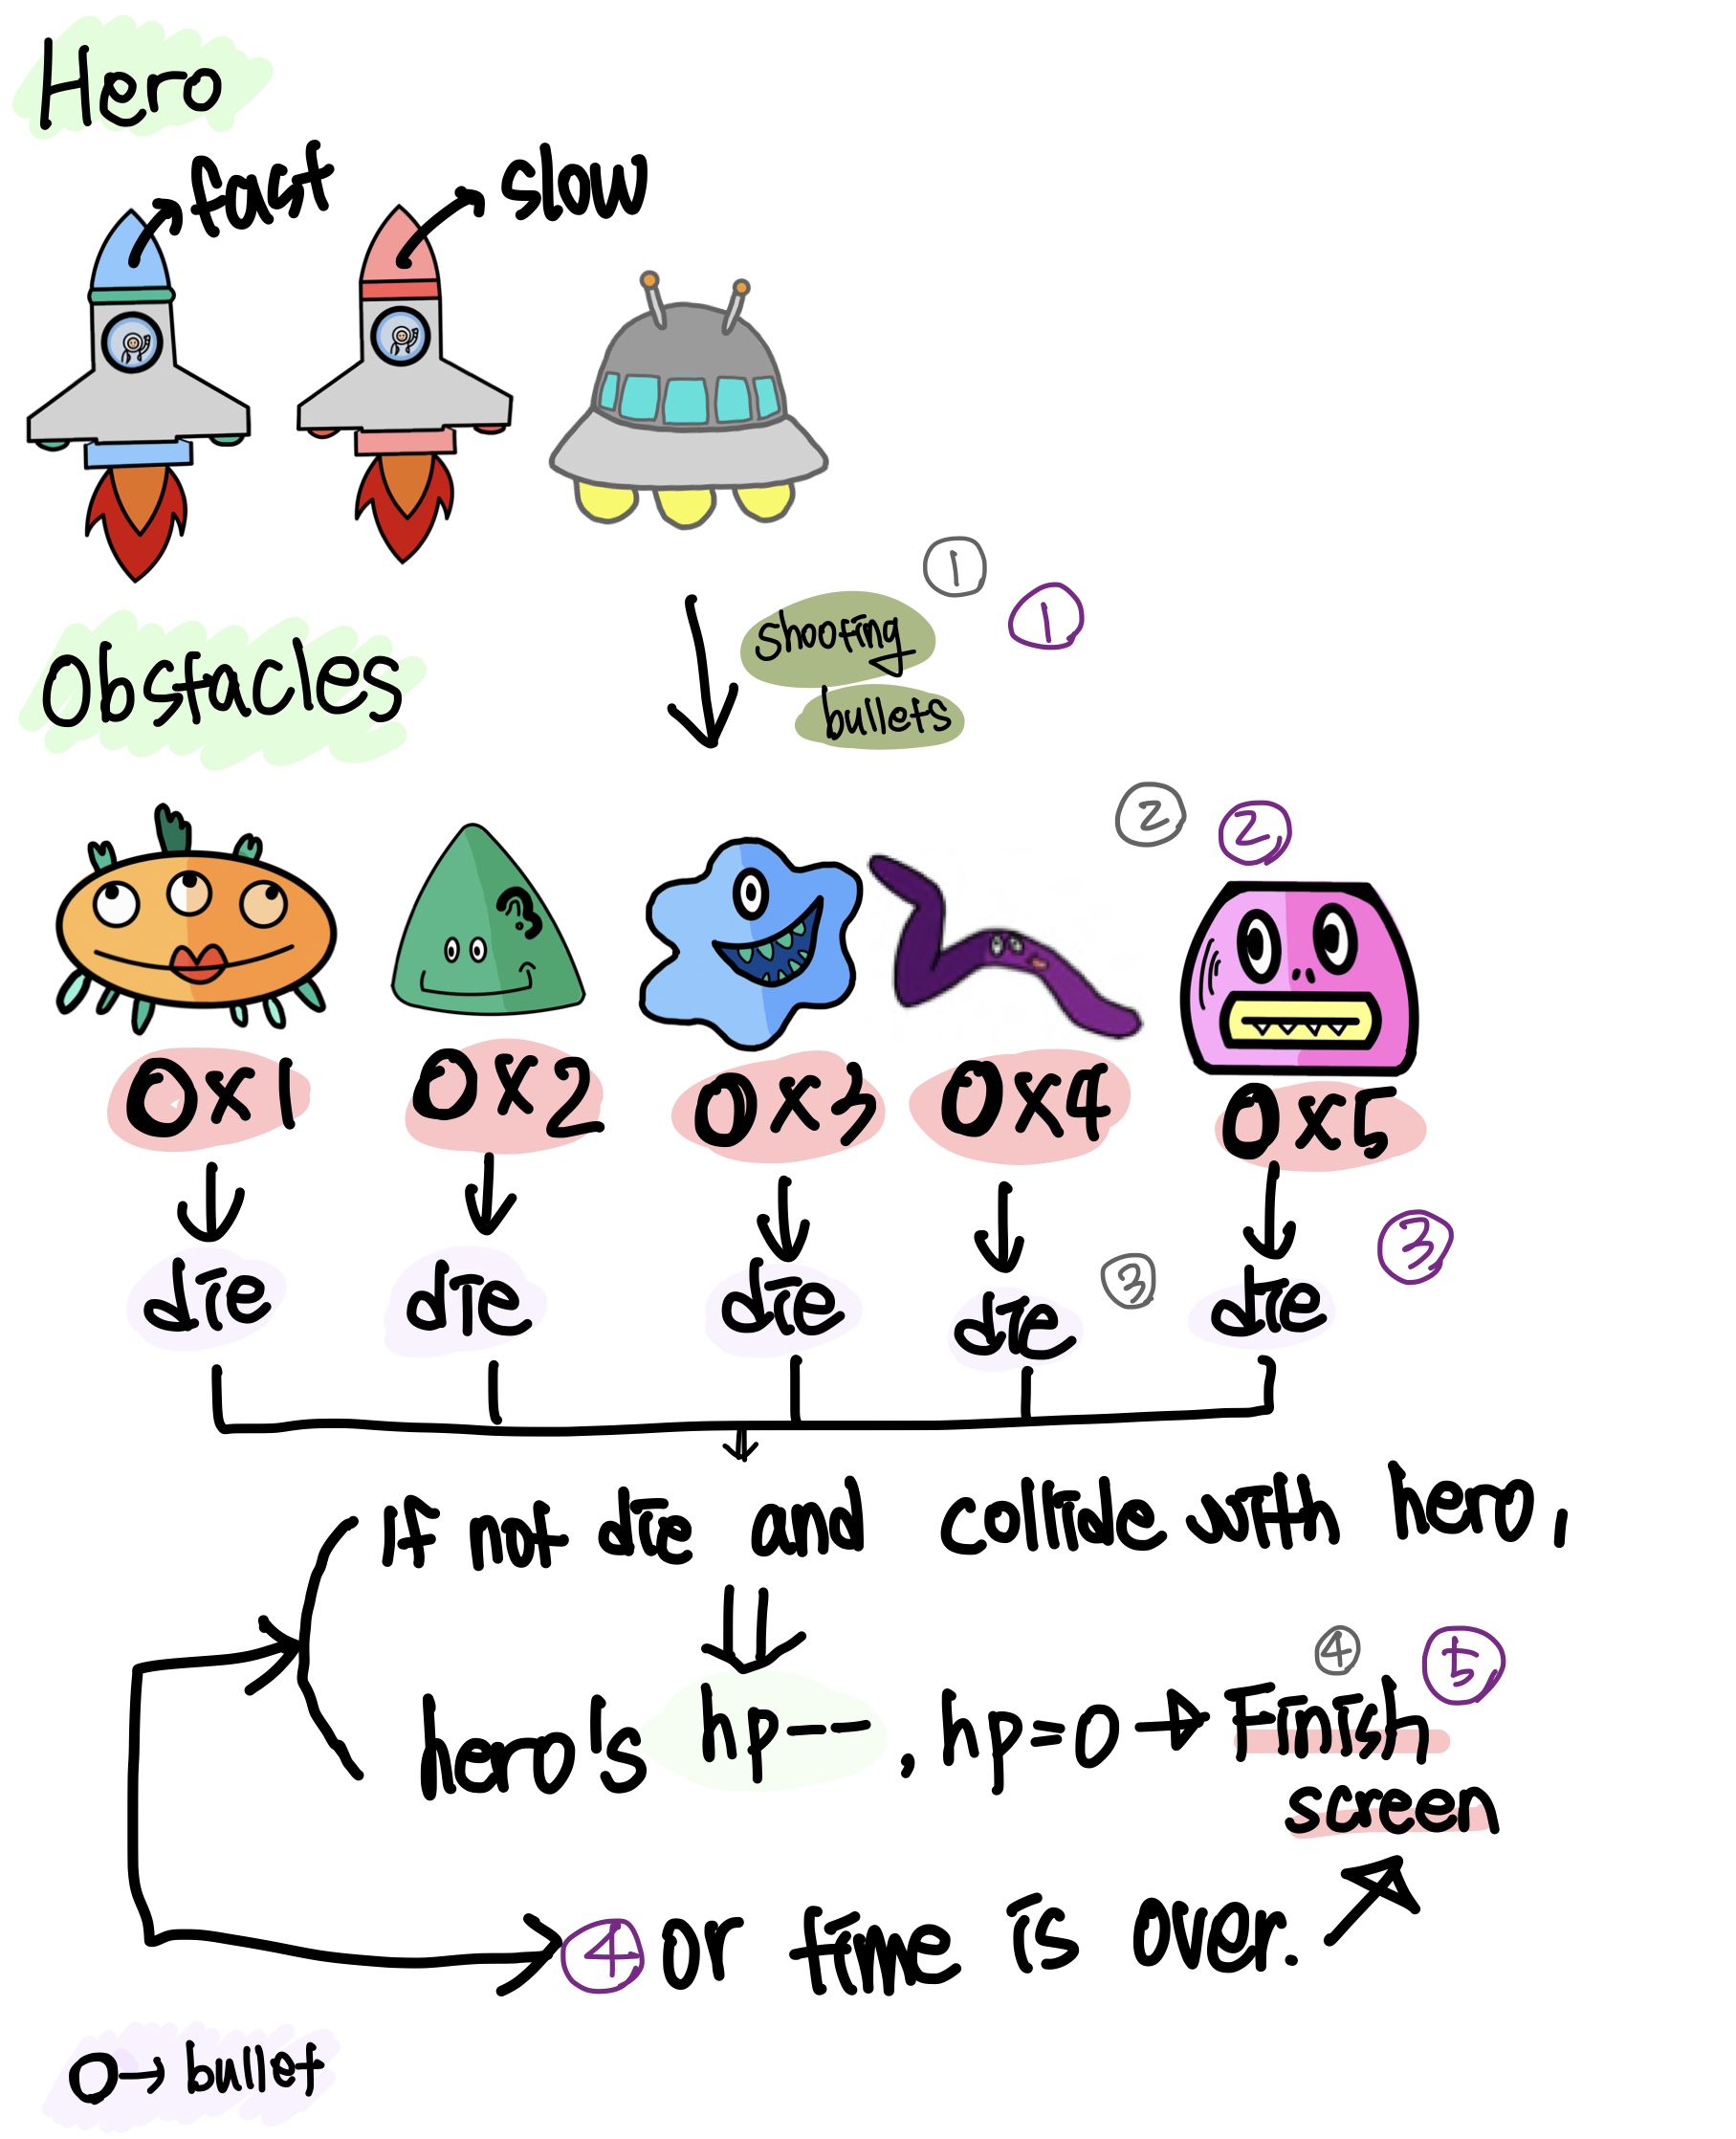 Hero
fast
slow
①
①
shooting
bullets
Obstacles
② ②
O×1 O×2 O×3 O×4 O×5
③
die die die die die
③
If not die and collide with hero,
④ ⑤
hero's hp-- , hp=0 → Finish
screen
④ or time is over.
O→bullet